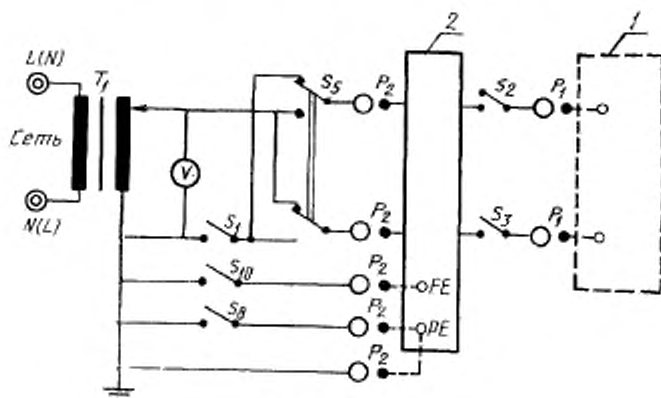 2
1
L(N)
T₁
S₅
P₂
S₂
P₁
Сеть
V
N(L)
S₁
P₂
S₃
P₁
S₁₀
P₂
FE
S₈
P₂
PE
P₂